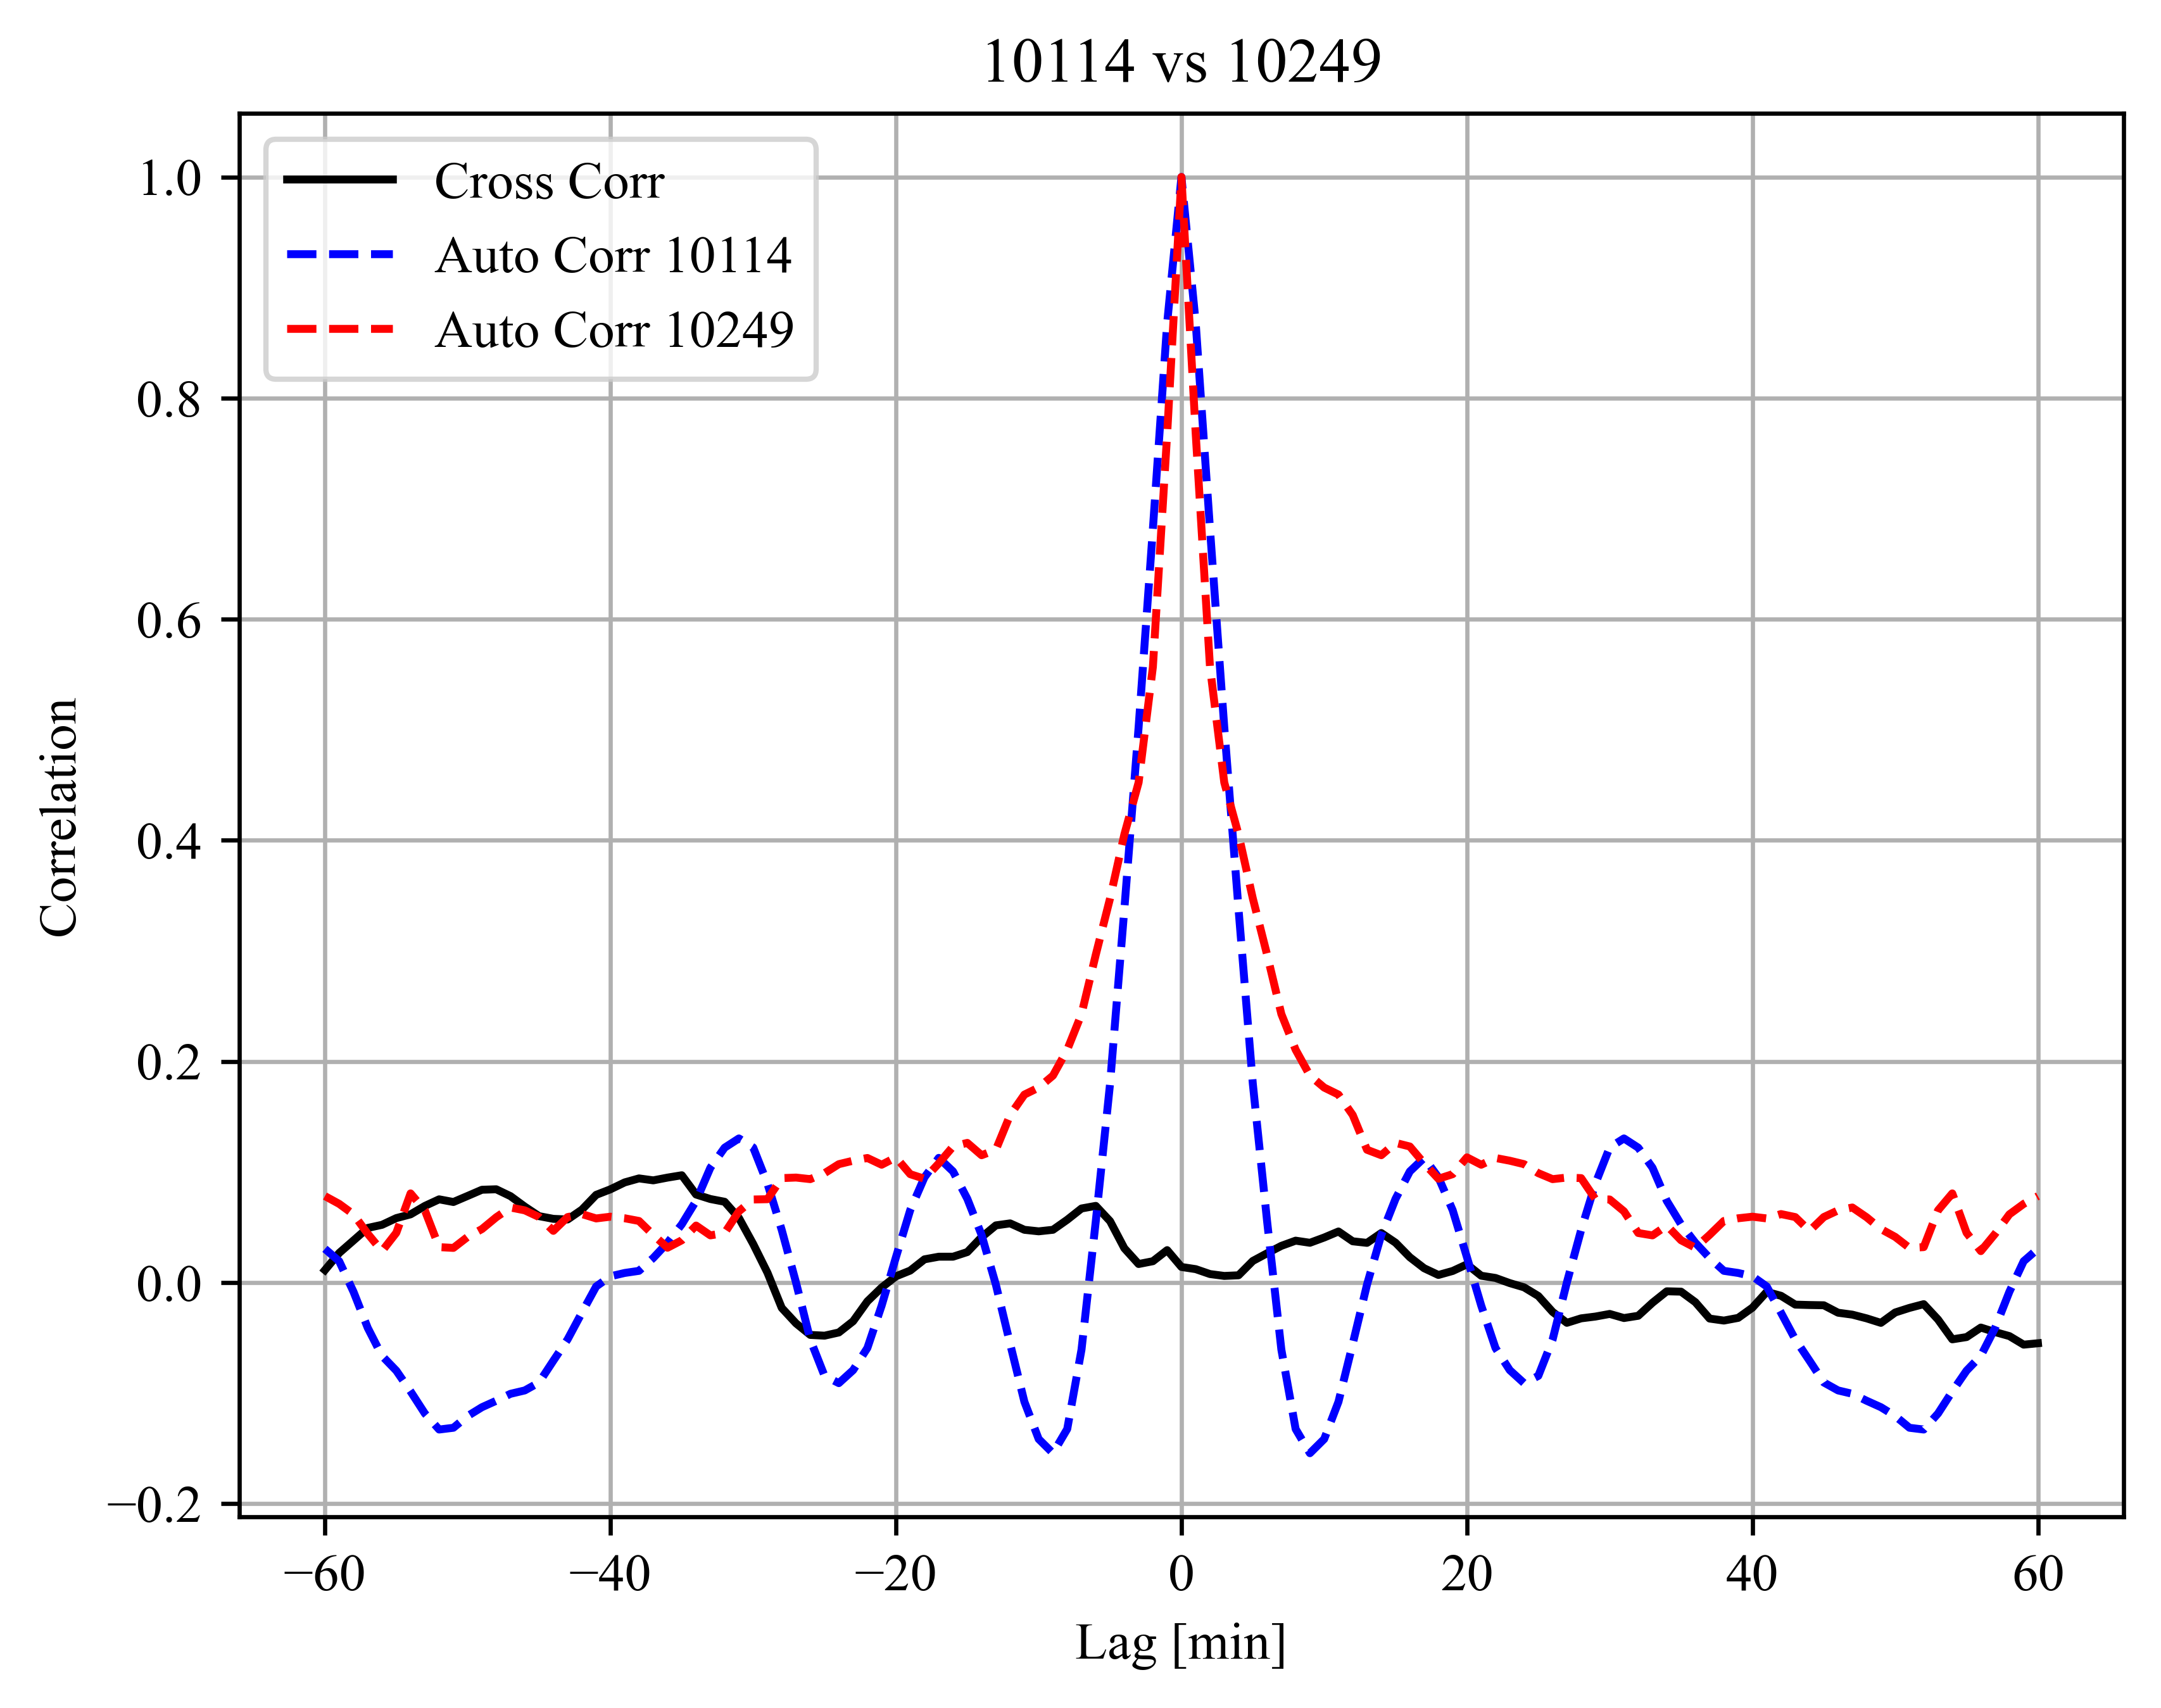 10114 vs 10249
Cross Corr
Auto Corr 10114
Auto Corr 10249
1.0
0.8
0.6
0.4
0.2
0.0
−0.2
Correlation
−60
−40
−20
0
20
40
60
Lag [min]